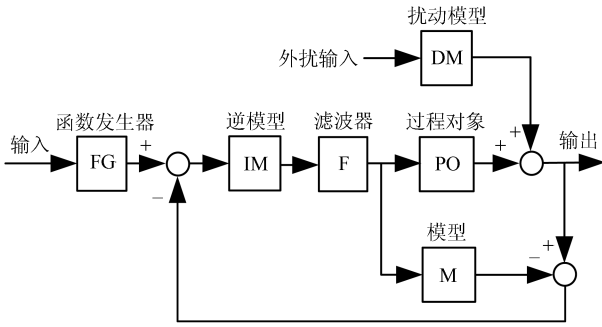 扰动模型
外扰输入
DM
函数发生器
逆模型
滤波器
过程对象
+
输入
FG
+
IM
F
PO
+
输出
−
模型
+
−
M